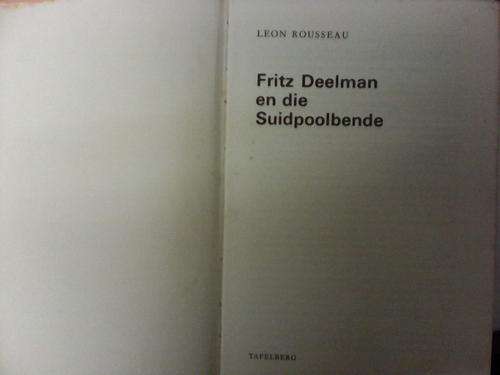 LEON ROUSSEAU
Fritz Deelman
en die
Suidpoolbende
TAFELBERG